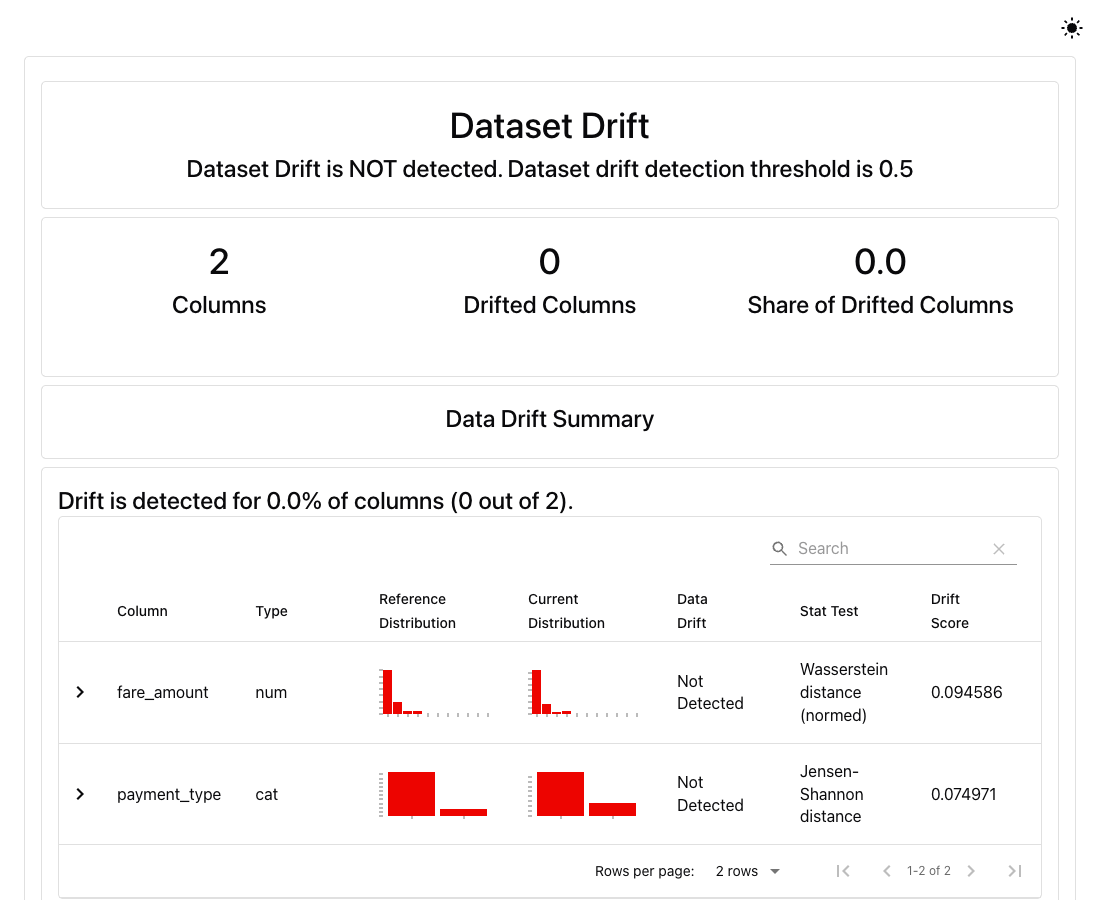 Dataset Drift
Dataset Drift is NOT detected. Dataset drift detection threshold is 0.5
2
Columns
0
Drifted Columns
0.0
Share of Drifted Columns
Data Drift Summary
Drift is detected for 0.0% of columns (0 out of 2).
Search
Column
Type
Reference
Distribution
Current
Distribution
Data
Drift
Stat Test
Drift
Score
fare_amount
num
Not
Detected
Wasserstein
distance
(normed)
0.094586
payment_type
cat
Not
Detected
Jensen-
Shannon
distance
0.074971
Rows per page:
2 rows
1-2 of 2